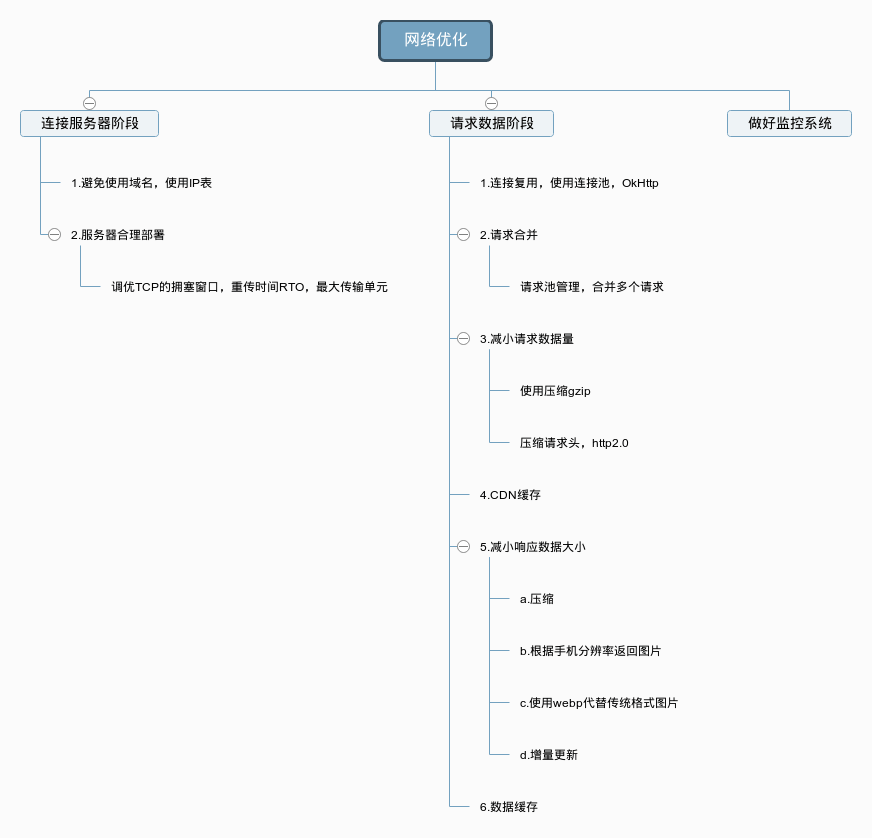 网络优化
连接服务器阶段
1.避免使用域名，使用IP表
2.服务器合理部署
调优TCP的拥塞窗口，重传时间RTO，最大传输单元
请求数据阶段
1.连接复用，使用连接池，OkHttp
2.请求合并
请求池管理，合并多个请求
3.减小请求数据量
使用压缩gzip
压缩请求头，http2.0
4.CDN缓存
5.减小响应数据大小
a.压缩
b.根据手机分辨率返回图片
c.使用webp代替传统格式图片
d.增量更新
6.数据缓存
做好监控系统